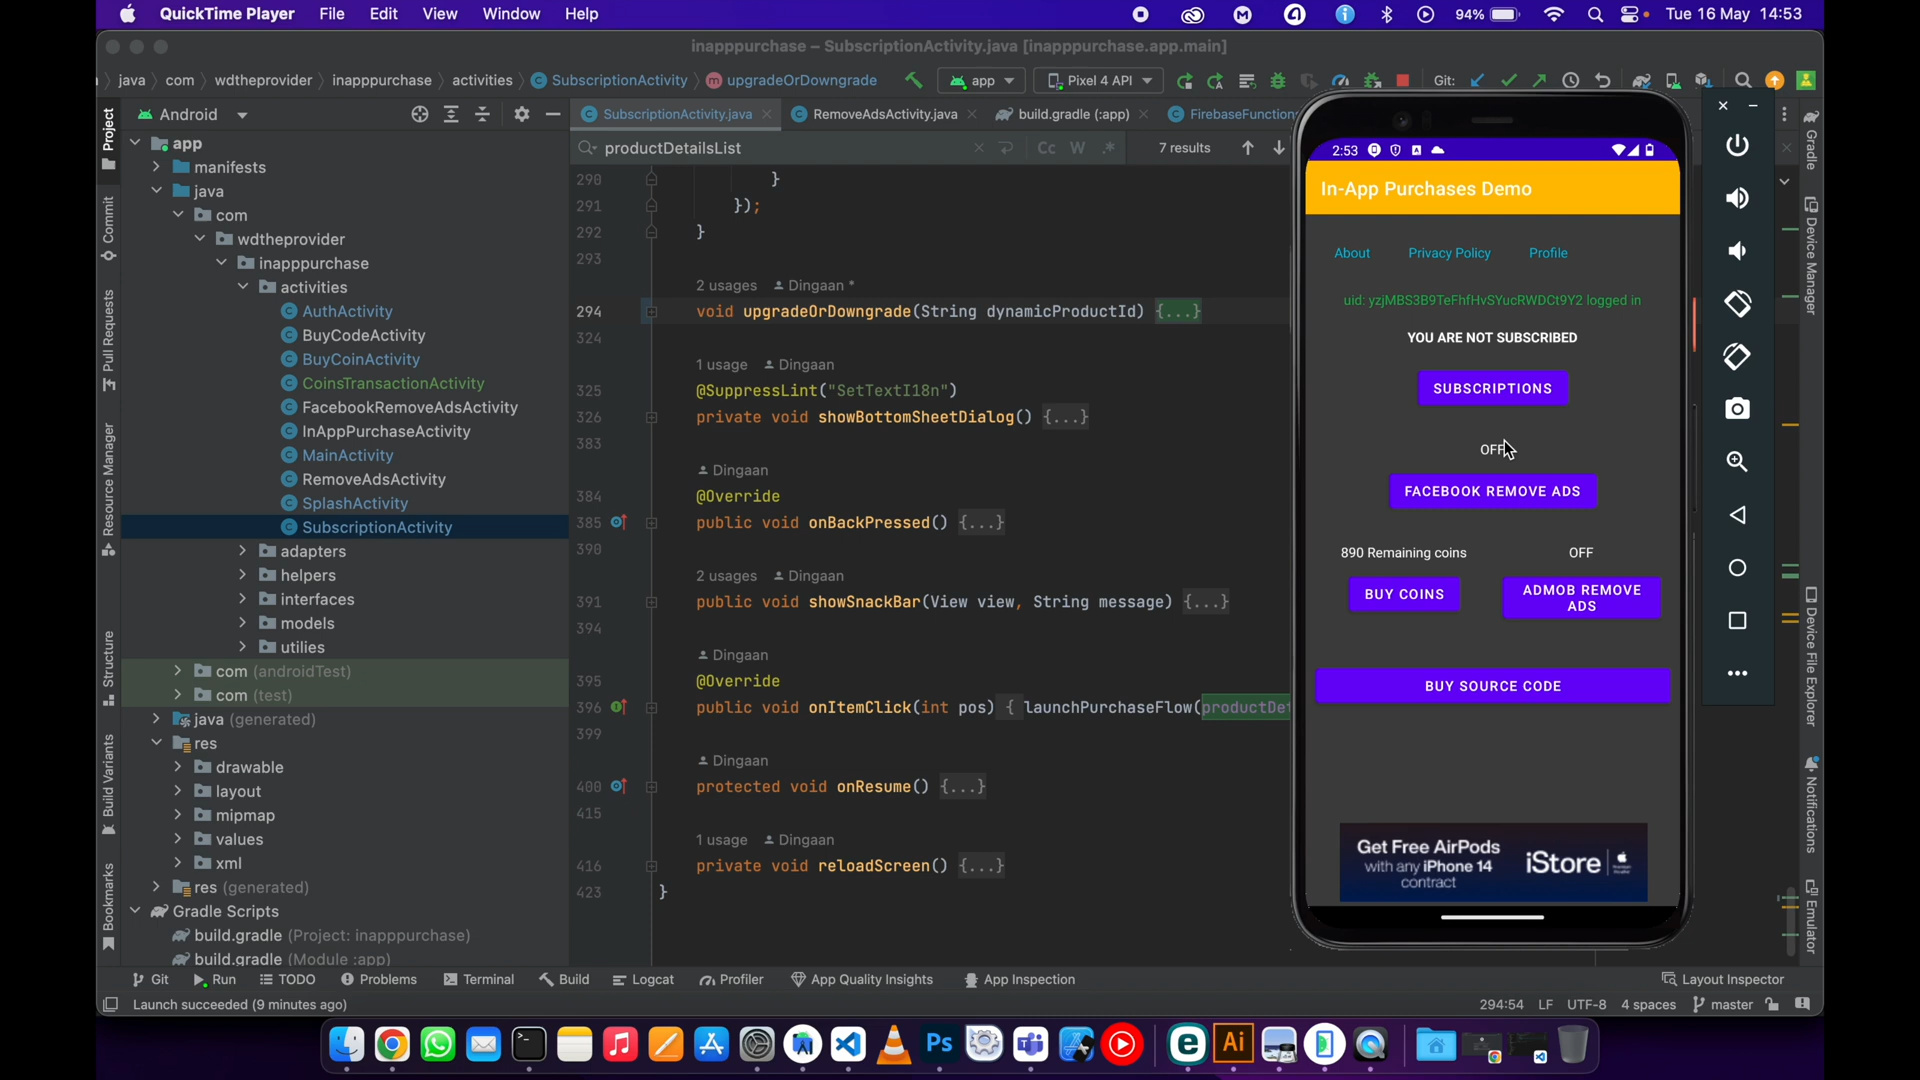 QuickTime Player File Edit View Window Help 94% Tue 16 May 14:53
inapppurchase – SubscriptionActivity.java [inapppurchase.app.main]
java com wdtheprovider inapppurchase activities SubscriptionActivity upgradeOrDowngrade app Pixel 4 API Git:
Android
SubscriptionActivity.java RemoveAdsActivity.java build.gradle (:app) FirebaseFunction
productDetailsList Cc W .* 7 results
Project
Commit
Pull Requests
Resource Manager
Structure
Build Variants
Bookmarks
app
manifests
java
com
wdtheprovider
inapppurchase
activities
AuthActivity
BuyCodeActivity
BuyCoinActivity
CoinsTransactionActivity
FacebookRemoveAdsActivity
InAppPurchaseActivity
MainActivity
RemoveAdsActivity
SplashActivity
SubscriptionActivity
adapters
helpers
interfaces
models
utilies
com (androidTest)
com (test)
java (generated)
res
drawable
layout
mipmap
values
xml
res (generated)
Gradle Scripts
build.gradle (Project: inapppurchase)
build.gradle (Module :app)
290 }
291 });
292 }
293
2 usages Dingaan *
294 void upgradeOrDowngrade(String dynamicProductId) {...}
324
1 usage Dingaan
325 @SuppressLint("SetTextI18n")
326 private void showBottomSheetDialog() {...}
383
Dingaan
384 @Override
385 public void onBackPressed() {...}
390
2 usages Dingaan
391 public void showSnackBar(View view, String message) {...}
394
Dingaan
395 @Override
396 public void onItemClick(int pos) { launchPurchaseFlow(productDet
399
Dingaan
400 protected void onResume() {...}
415
1 usage Dingaan
416 private void reloadScreen() {...}
423 }
2:53
In-App Purchases Demo
About Privacy Policy Profile
uid: yzjMBS3B9TeFhfHvSYucRWDCt9Y2 logged in
YOU ARE NOT SUBSCRIBED
SUBSCRIPTIONS
OFF
FACEBOOK REMOVE ADS
890 Remaining coins OFF
BUY COINS ADMOB REMOVE
ADS
BUY SOURCE CODE
Get Free AirPods
with any iPhone 14
contract
iStore
Gradle
Device Manager
Device File Explorer
Notifications
Emulator
Git Run TODO Problems Terminal Build Logcat Profiler App Quality Insights App Inspection Layout Inspector
Launch succeeded (9 minutes ago) 294:54 LF UTF-8 4 spaces master
Ps Ai